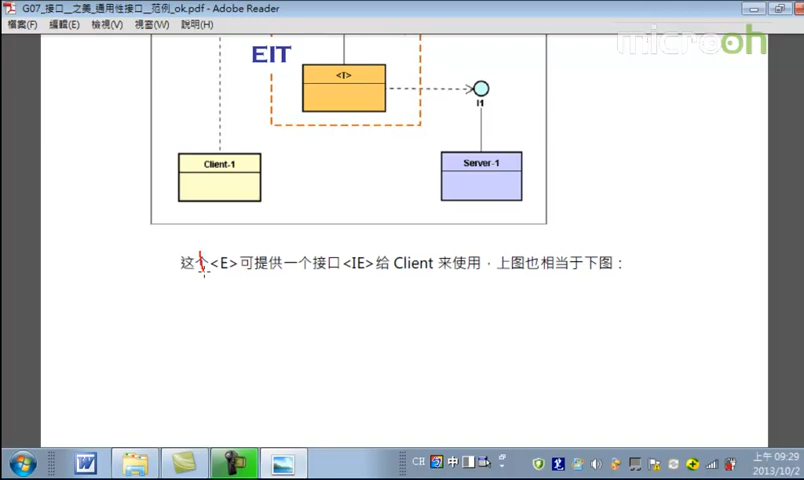 G07_接口__之美_通用性接口__范例_ok.pdf - Adobe Reader
檔案(F) 編輯(E) 檢視(V) 視窗(W) 說明(H)
microoh
EIT
<T>
I1
Client-1
Server-1
这个<E>可提供一个接口<IE>给 Client 来使用，上图也相当于下图：
CH 中
上午 09:29
2013/10/2